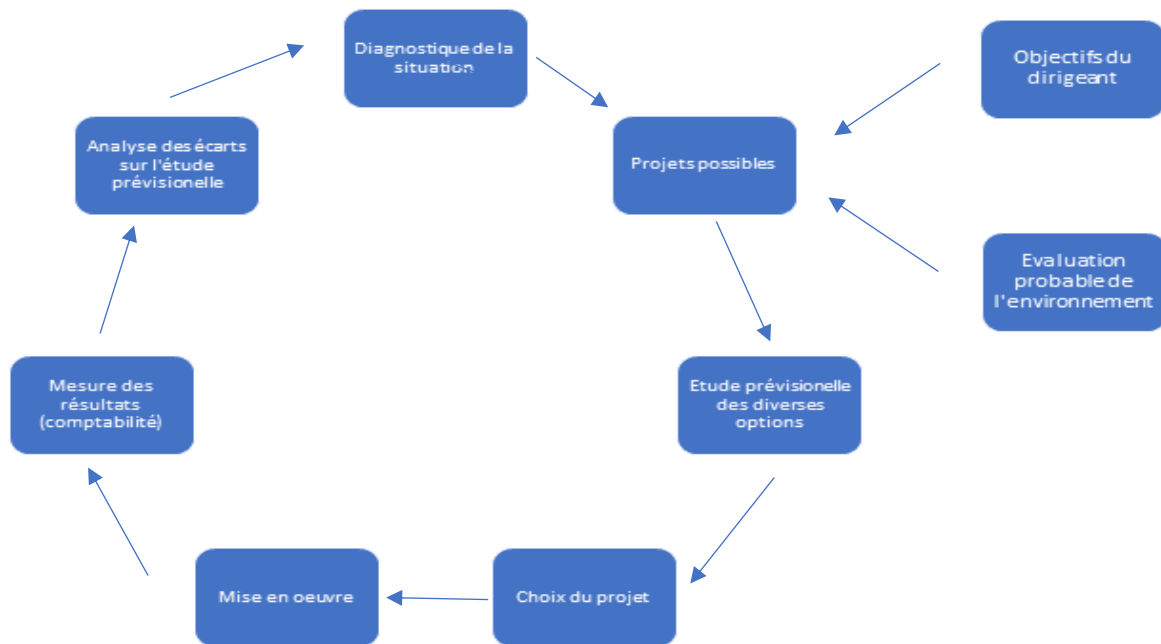 Diagnostique de la
situation
Objectifs du
dirigeant
Analyse des écarts
sur l'étude
prévisionelle
Projets possibles
Evaluation
probable de
l'environnement
Mesure des
résultats
(comptabilité)
Etude prévisionelle
des diverses
options
Mise en oeuvre
Choix du projet